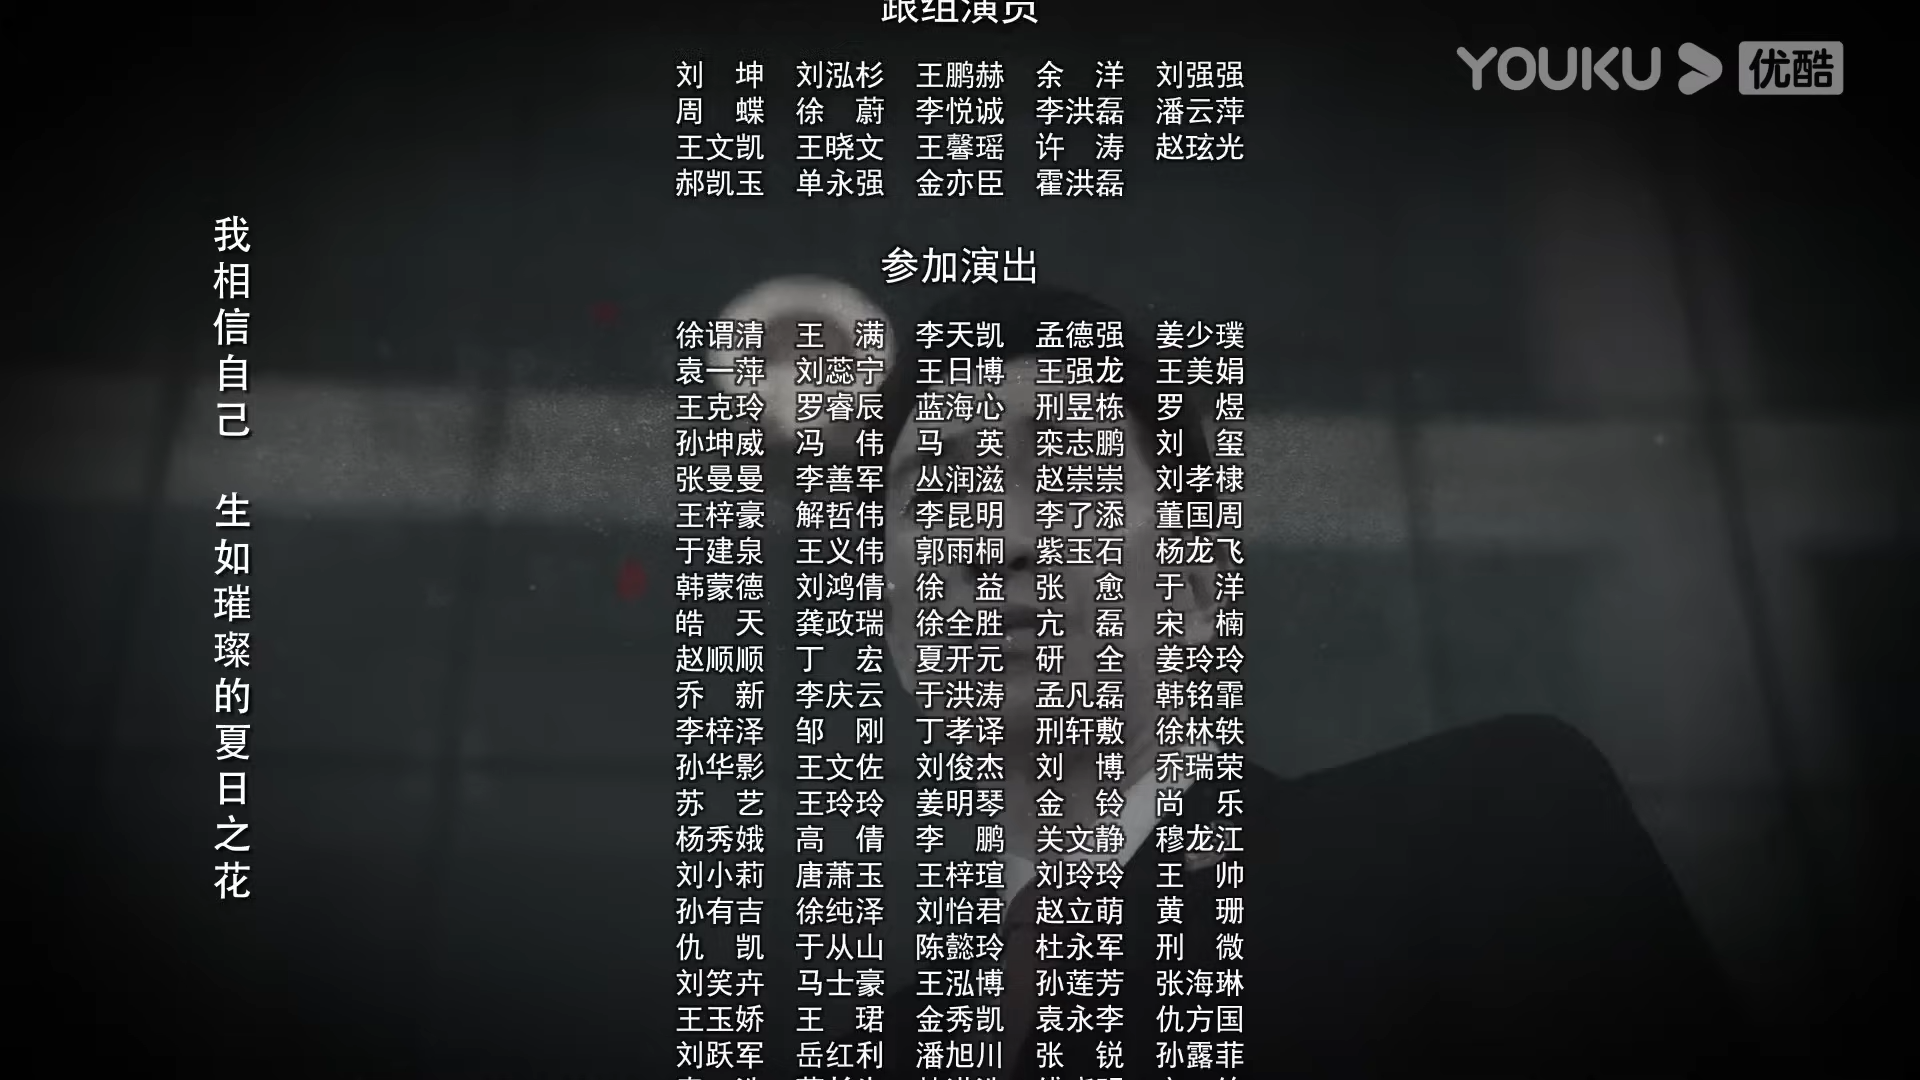 跟组演员
YOUKU 优酷
刘 坤 刘泓杉 王鹏赫 余 洋 刘强强
周 蝶 徐 蔚 李悦诚 李洪磊 潘云萍
王文凯 王晓文 王馨瑶 许 涛 赵玹光
郝凯玉 单永强 金亦臣 霍洪磊
参加演出
徐谓清 王 满 李天凯 孟德强 姜少璞
袁一萍 刘蕊宁 王日博 王强龙 王美娟
王克玲 罗睿辰 蓝海心 刑昱栋 罗 煜
孙坤威 冯 伟 马 英 栾志鹏 刘 玺
张曼曼 李善军 丛润滋 赵崇崇 刘孝棣
王梓豪 解哲伟 李昆明 李了添 董国周
于建泉 王义伟 郭雨桐 紫玉石 杨龙飞
韩蒙德 刘鸿倩 徐 益 张 愈 于 洋
皓 天 龚政瑞 徐全胜 亢 磊 宋 楠
赵顺顺 丁 宏 夏开元 研 全 姜玲玲
乔 新 李庆云 于洪涛 孟凡磊 韩铭霏
李梓泽 邹 刚 丁孝译 刑轩敷 徐林轶
孙华影 王文佐 刘俊杰 刘 博 乔瑞荣
苏 艺 王玲玲 姜明琴 金 铃 尚 乐
杨秀娥 高 倩 李 鹏 关文静 穆龙江
刘小莉 唐萧玉 王梓瑄 刘玲玲 王 帅
孙有吉 徐纯泽 刘怡君 赵立萌 黄 珊
仇 凯 于从山 陈懿玲 杜永军 刑 微
刘笑卉 马士豪 王泓博 孙莲芳 张海琳
王玉娇 王 珺 金秀凯 袁永李 仇方国
刘跃军 岳红利 潘旭川 张 锐 孙露菲
我相信自己 生如璀璨的夏日之花